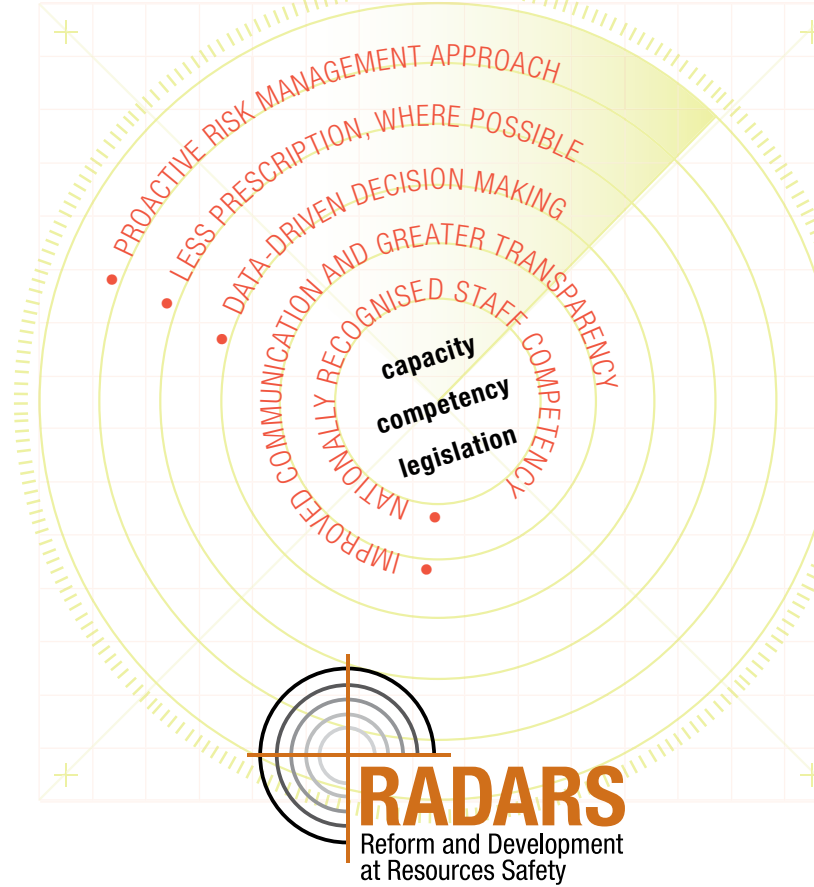 • PROACTIVE RISK MANAGEMENT APPROACH
• LESS PRESCRIPTION, WHERE POSSIBLE
• DATA-DRIVEN DECISION MAKING
• IMPROVED COMMUNICATION AND GREATER TRANSPARENCY
• NATIONALLY RECOGNISED STAFF COMPETENCY
capacity
competency
legislation
RADARS
Reform and Development
at Resources Safety